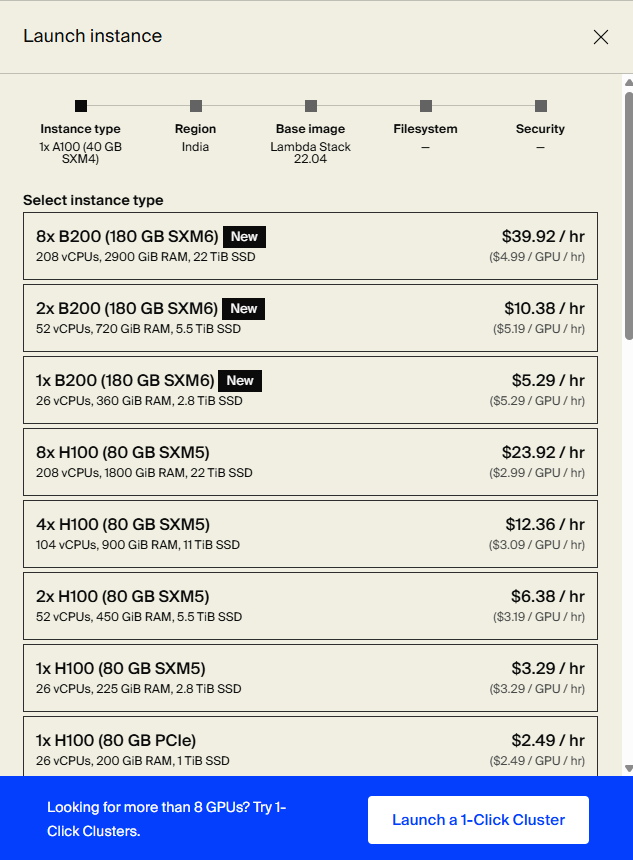 Launch instance
Instance type
Region
Base image
Filesystem
Security
1x A100 (40 GB
SXM4)
India
Lambda Stack
22.04
—
—
Select instance type
8x B200 (180 GB SXM6) New
$39.92 / hr
208 vCPUs, 2900 GiB RAM, 22 TiB SSD
($4.99 / GPU / hr)
2x B200 (180 GB SXM6) New
$10.38 / hr
52 vCPUs, 720 GiB RAM, 5.5 TiB SSD
($5.19 / GPU / hr)
1x B200 (180 GB SXM6) New
$5.29 / hr
26 vCPUs, 360 GiB RAM, 2.8 TiB SSD
($5.29 / GPU / hr)
8x H100 (80 GB SXM5)
$23.92 / hr
208 vCPUs, 1800 GiB RAM, 22 TiB SSD
($2.99 / GPU / hr)
4x H100 (80 GB SXM5)
$12.36 / hr
104 vCPUs, 900 GiB RAM, 11 TiB SSD
($3.09 / GPU / hr)
2x H100 (80 GB SXM5)
$6.38 / hr
52 vCPUs, 450 GiB RAM, 5.5 TiB SSD
($3.19 / GPU / hr)
1x H100 (80 GB SXM5)
$3.29 / hr
26 vCPUs, 225 GiB RAM, 2.8 TiB SSD
($3.29 / GPU / hr)
1x H100 (80 GB PCIe)
$2.49 / hr
26 vCPUs, 200 GiB RAM, 1 TiB SSD
($2.49 / GPU / hr)
Looking for more than 8 GPUs? Try 1-
Click Clusters.
Launch a 1-Click Cluster